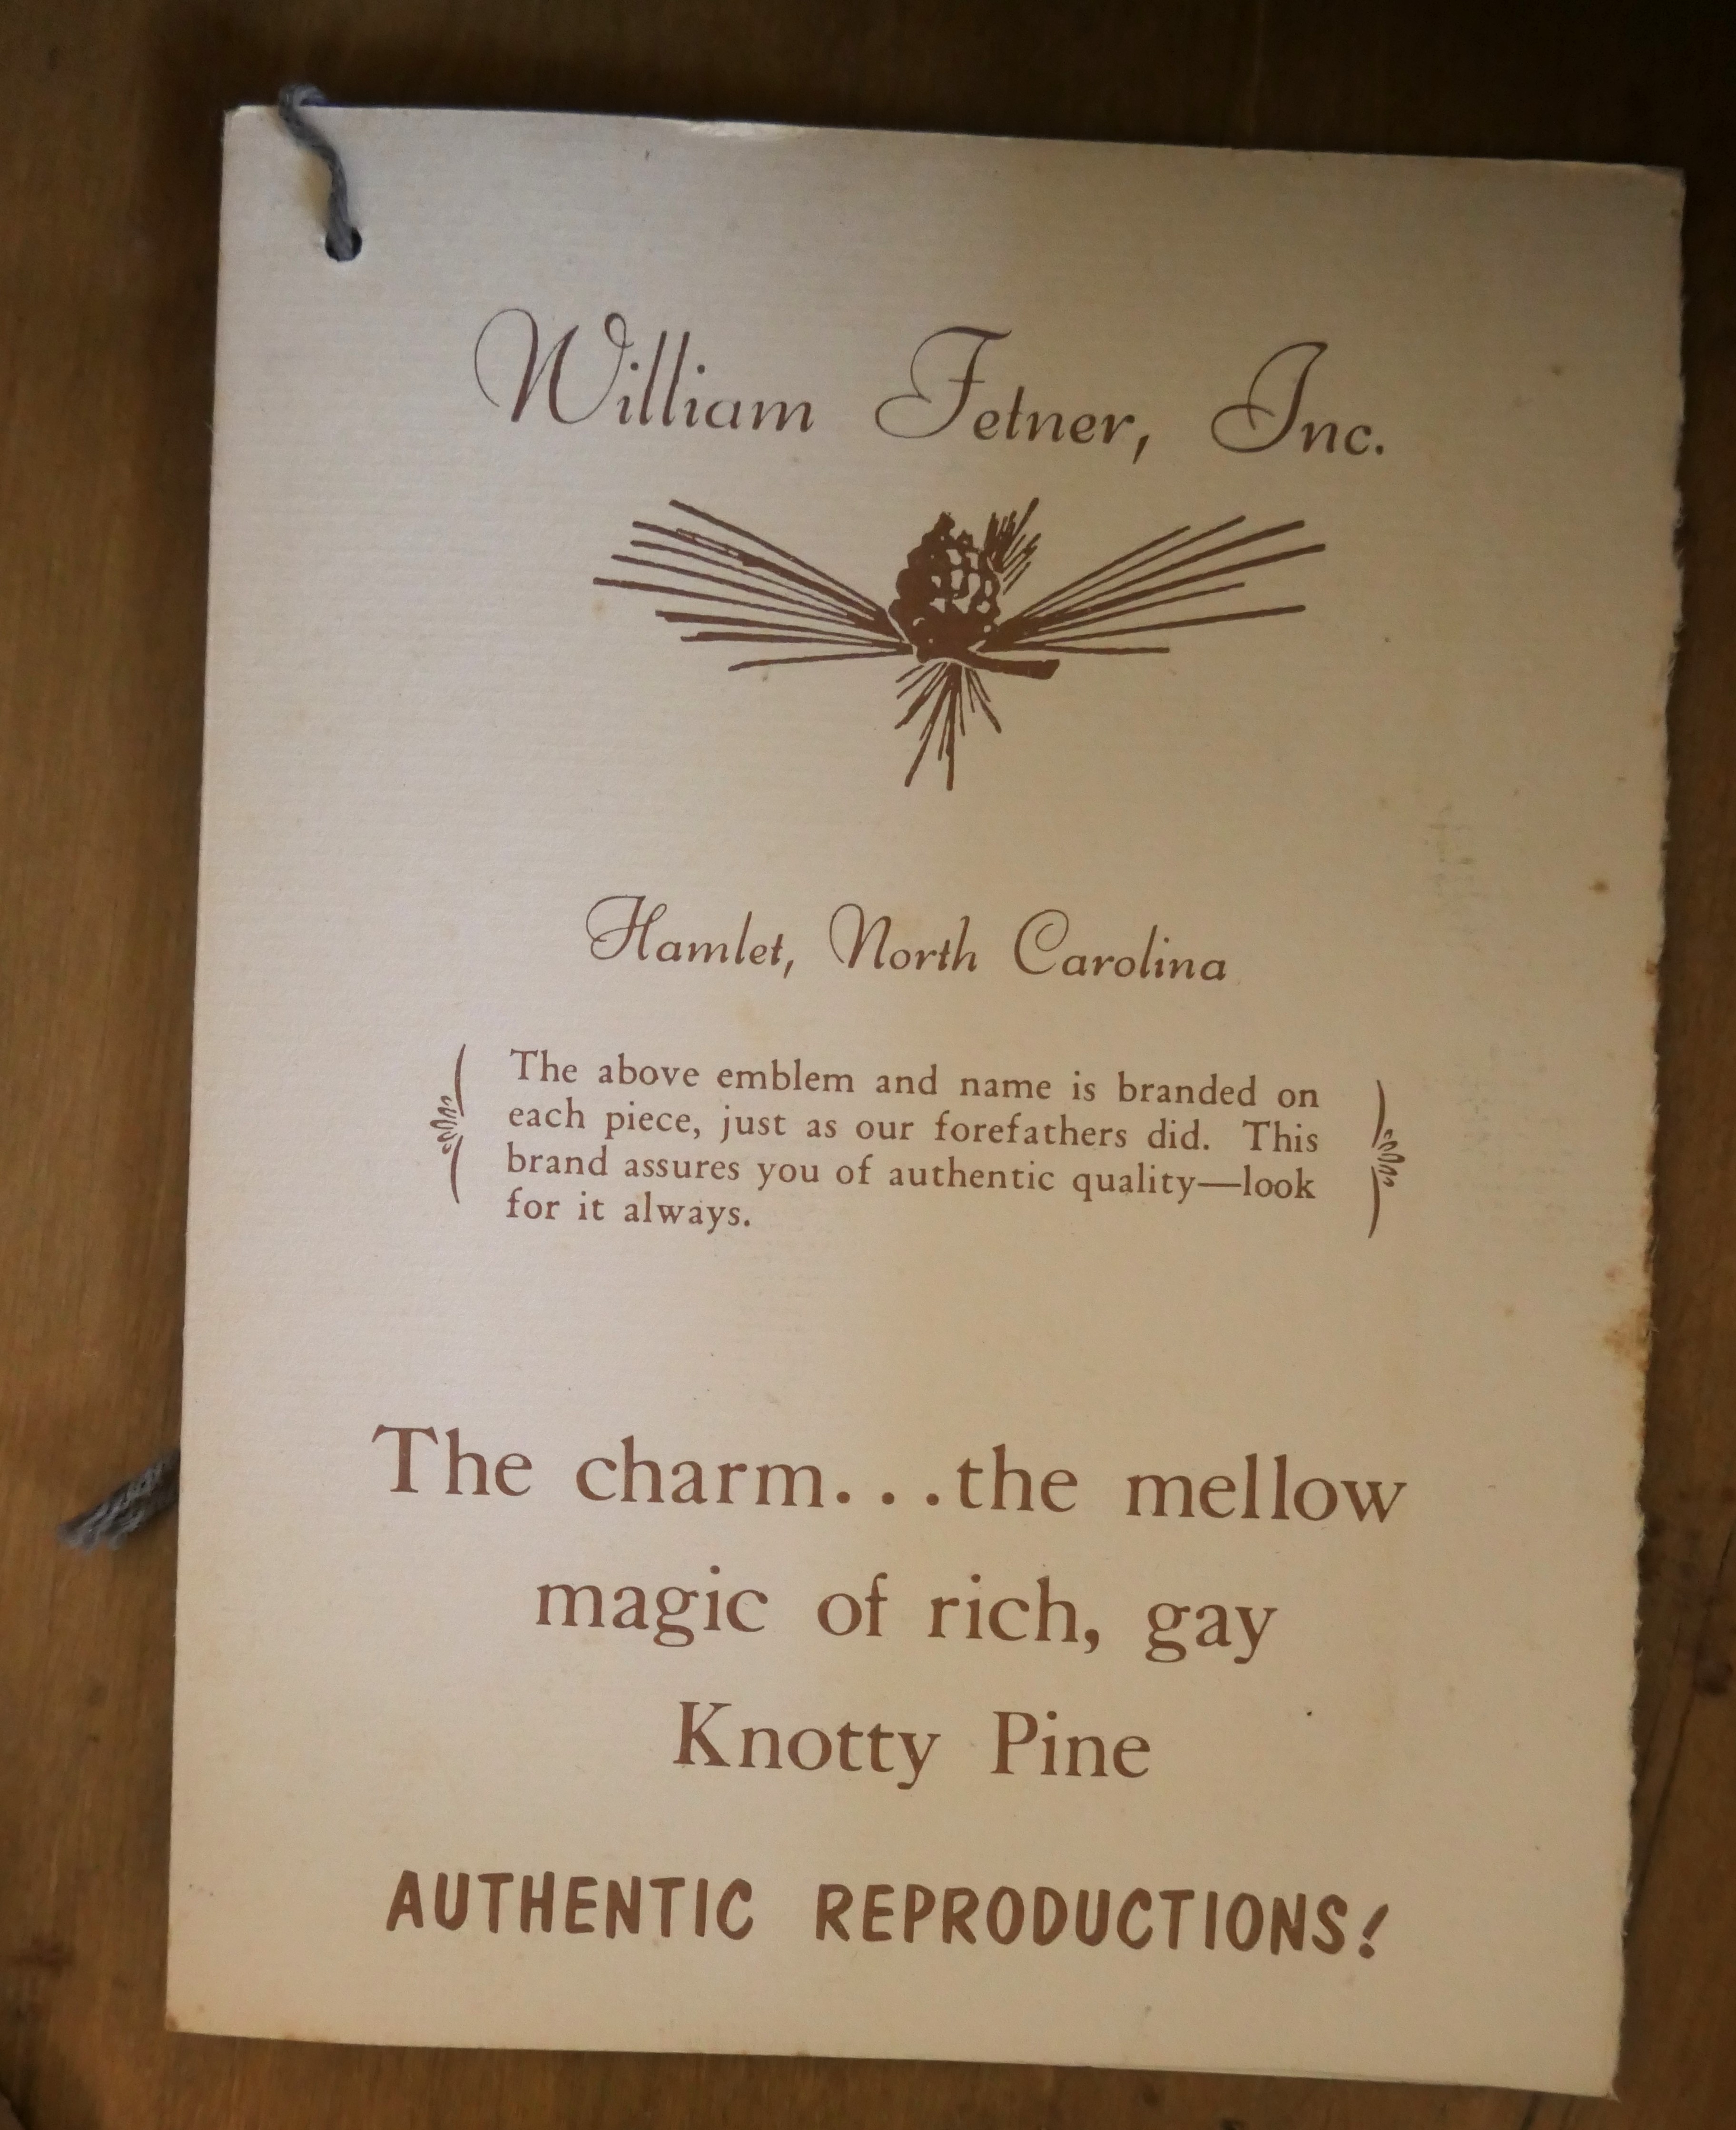 William Fetner, Inc.
Hamlet, North Carolina
The above emblem and name is branded on
each piece, just as our forefathers did. This
brand assures you of authentic quality—look
for it always.
The charm...the mellow
magic of rich, gay
Knotty Pine
AUTHENTIC REPRODUCTIONS!